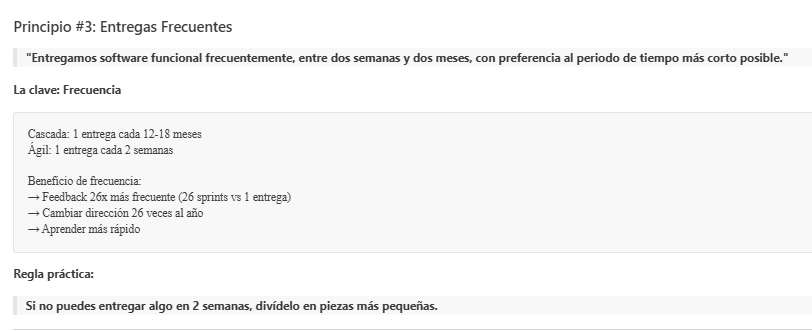 Principio #3: Entregas Frecuentes
"Entregamos software funcional frecuentemente, entre dos semanas y dos meses, con preferencia al periodo de tiempo más corto posible."
La clave: Frecuencia
Cascada: 1 entrega cada 12-18 meses
Ágil: 1 entrega cada 2 semanas
Beneficio de frecuencia:
→ Feedback 26x más frecuente (26 sprints vs 1 entrega)
→ Cambiar dirección 26 veces al año
→ Aprender más rápido
Regla práctica:
Si no puedes entregar algo en 2 semanas, divídelo en piezas más pequeñas.